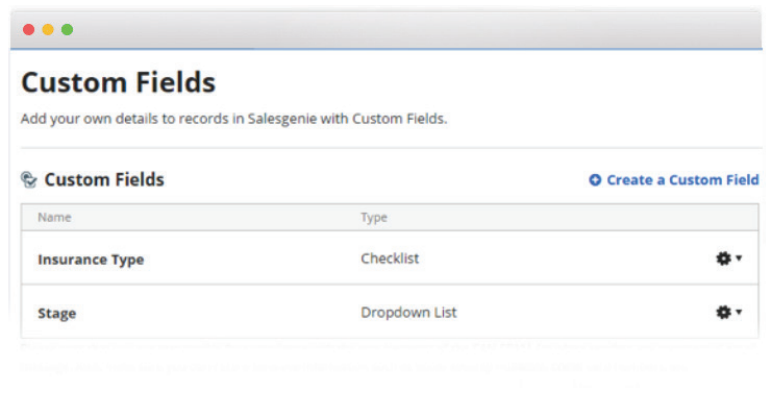 Custom Fields
Add your own details to records in Salesgenie with Custom Fields.
Custom Fields
Create a Custom Field
Name Type
Insurance Type Checklist
Stage Dropdown List